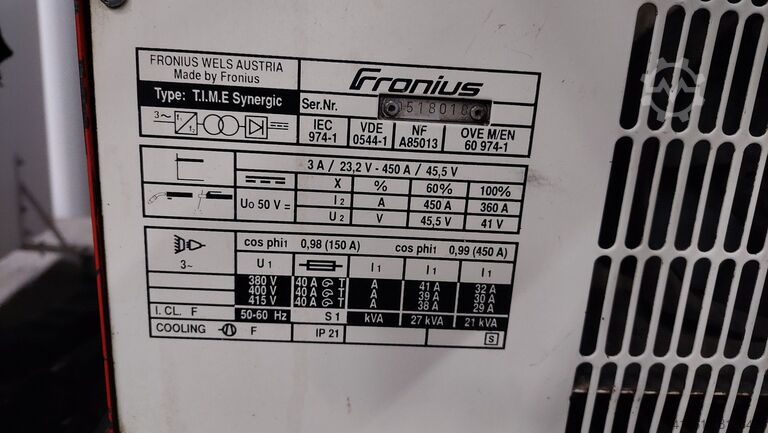 FRONIUS WELS AUSTRIA
Made by Fronius
Fronius
Type: T.I.M.E Synergic
Ser.Nr. 0518018
3~ f1 f2
IEC 974-1 VDE 0544-1 NF A85013 OVE M/EN 60 974-1
3 A / 23,2 V - 450 A / 45,5 V
X % 60% 100%
U0 50 V = I2 A 450 A 360 A
U2 V 45,5 V 41 V
cos phi1 0,98 (150 A) cos phi1 0,99 (450 A)
3~ U1 I1 I1 I1
380 V 40 A T A 41 A 32 A
400 V 40 A T A 39 A 30 A
415 V 40 A T A 38 A 29 A
I. CL. F 50-60 Hz S1 kVA 27 kVA 21 kVA
COOLING F IP 21 S